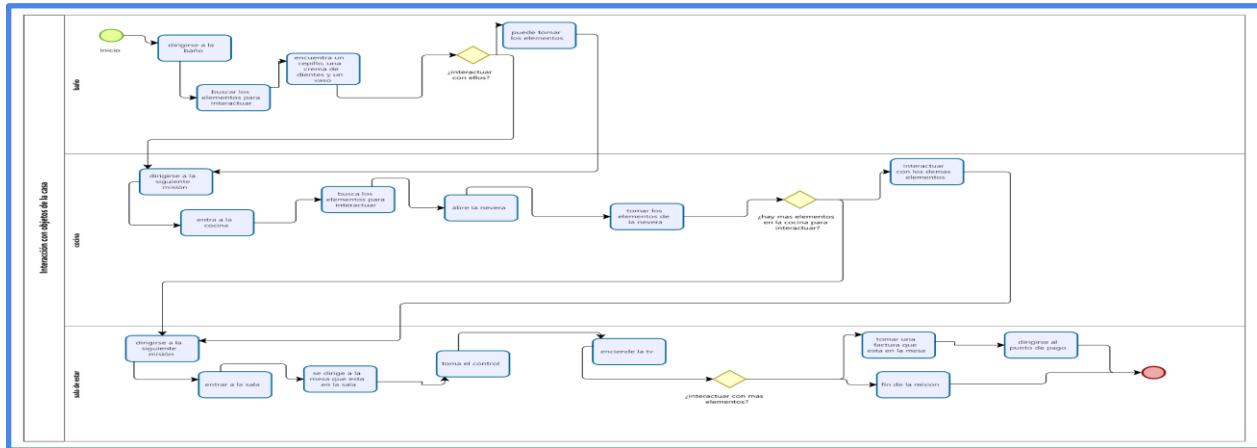 Interacción con objetos de la casa
baño
Inicio
dirigirse a la
baño
buscar los
elementos para
interactuar
encuentra un
cepillo, una
crema de
dientes y un
vaso
¿interactuar
con ellos?
puede tomar
los elementos
cocina
dirigirse a la
siguiente
misión
entra a la
cocina
busca los
elementos para
interactuar
abre la nevera
tomar los
elementos de
la nevera
¿hay mas elementos
en la cocina para
interactuar?
interactuar
con los demas
elementos
sala de estar
dirigirse a la
siguiente
misión
entrar a la sala
se dirige a la
mesa que esta
en la sala
toma el control
enciende la tv
¿interactuar con mas
elementos?
tomar una
factura que
esta en la mesa
dirigirse al
punto de pago
fin de la mision